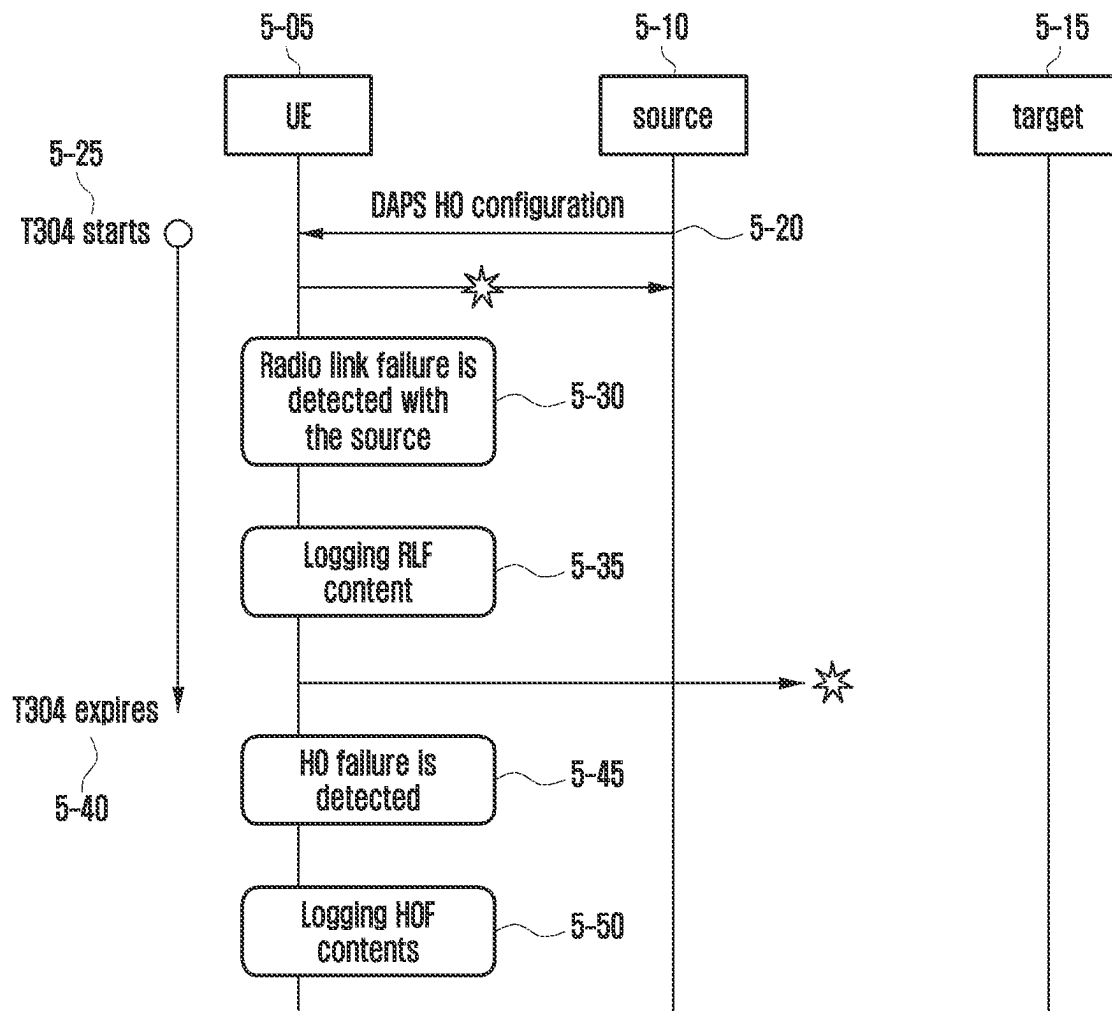 5-05
5-10
5-15
UE
source
target
5-25
T304 starts
DAPS HO configuration
5-20
Radio link failure is
detected with
the source
5-30
Logging RLF
content
5-35
T304 expires
5-40
HO failure is
detected
5-45
Logging HOF
contents
5-50